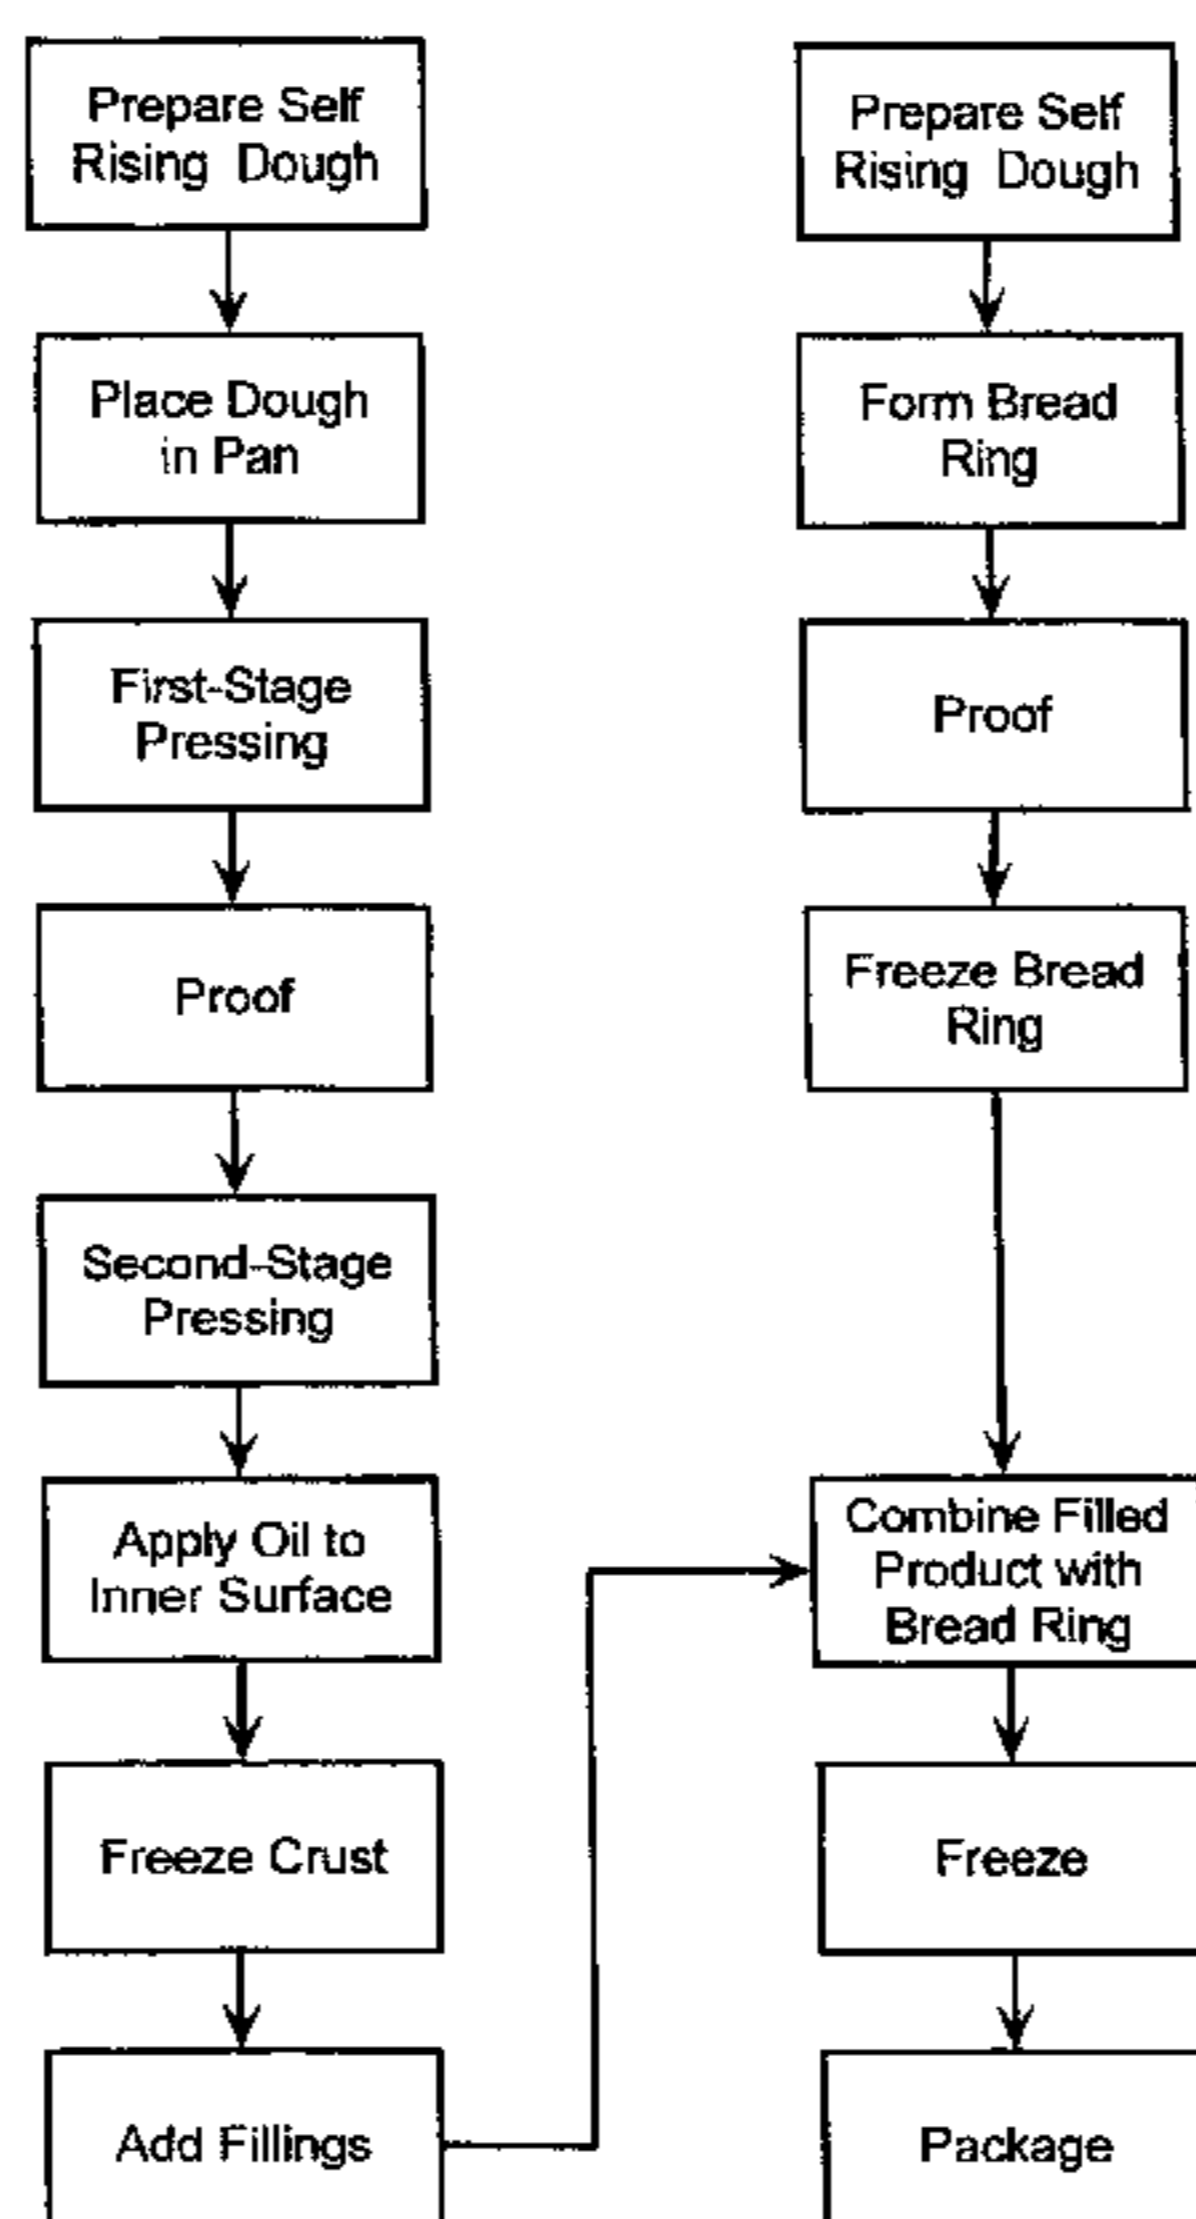 Prepare Self
Rising Dough
Place Dough
in Pan
First-Stage
Pressing
Proof
Second-Stage
Pressing
Apply Oil to
Inner Surface
Freeze Crust
Add Fillings
Prepare Self
Rising Dough
Form Bread
Ring
Proof
Freeze Bread
Ring
Combine Filled
Product with
Bread Ring
Freeze
Package